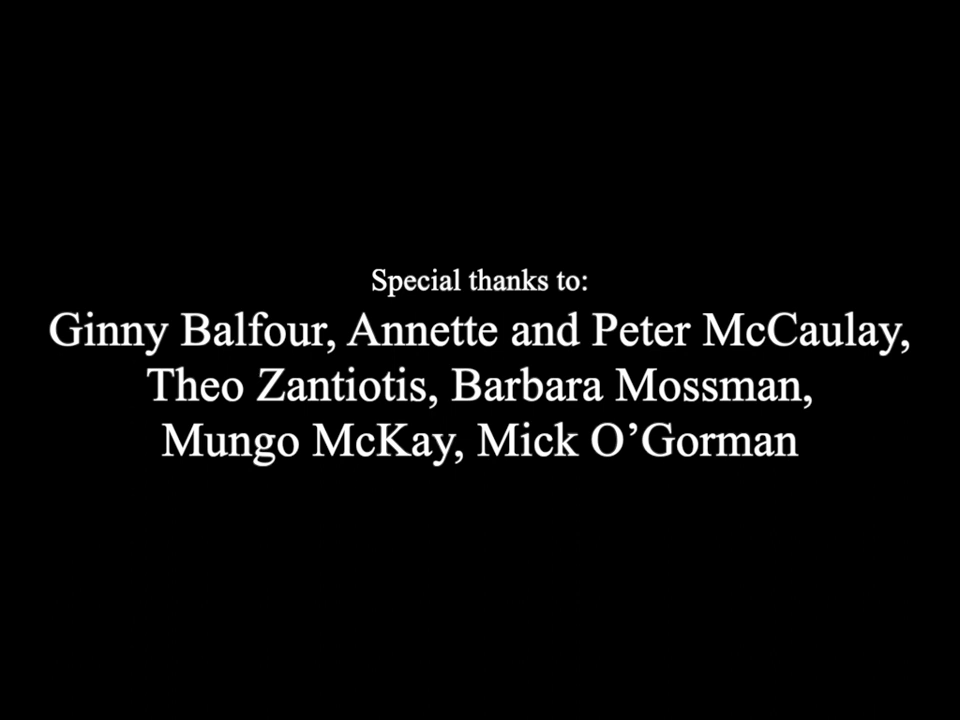 Special thanks to:
Ginny Balfour, Annette and Peter McCaulay,
Theo Zantiotis, Barbara Mossman,
Mungo McKay, Mick O’Gorman